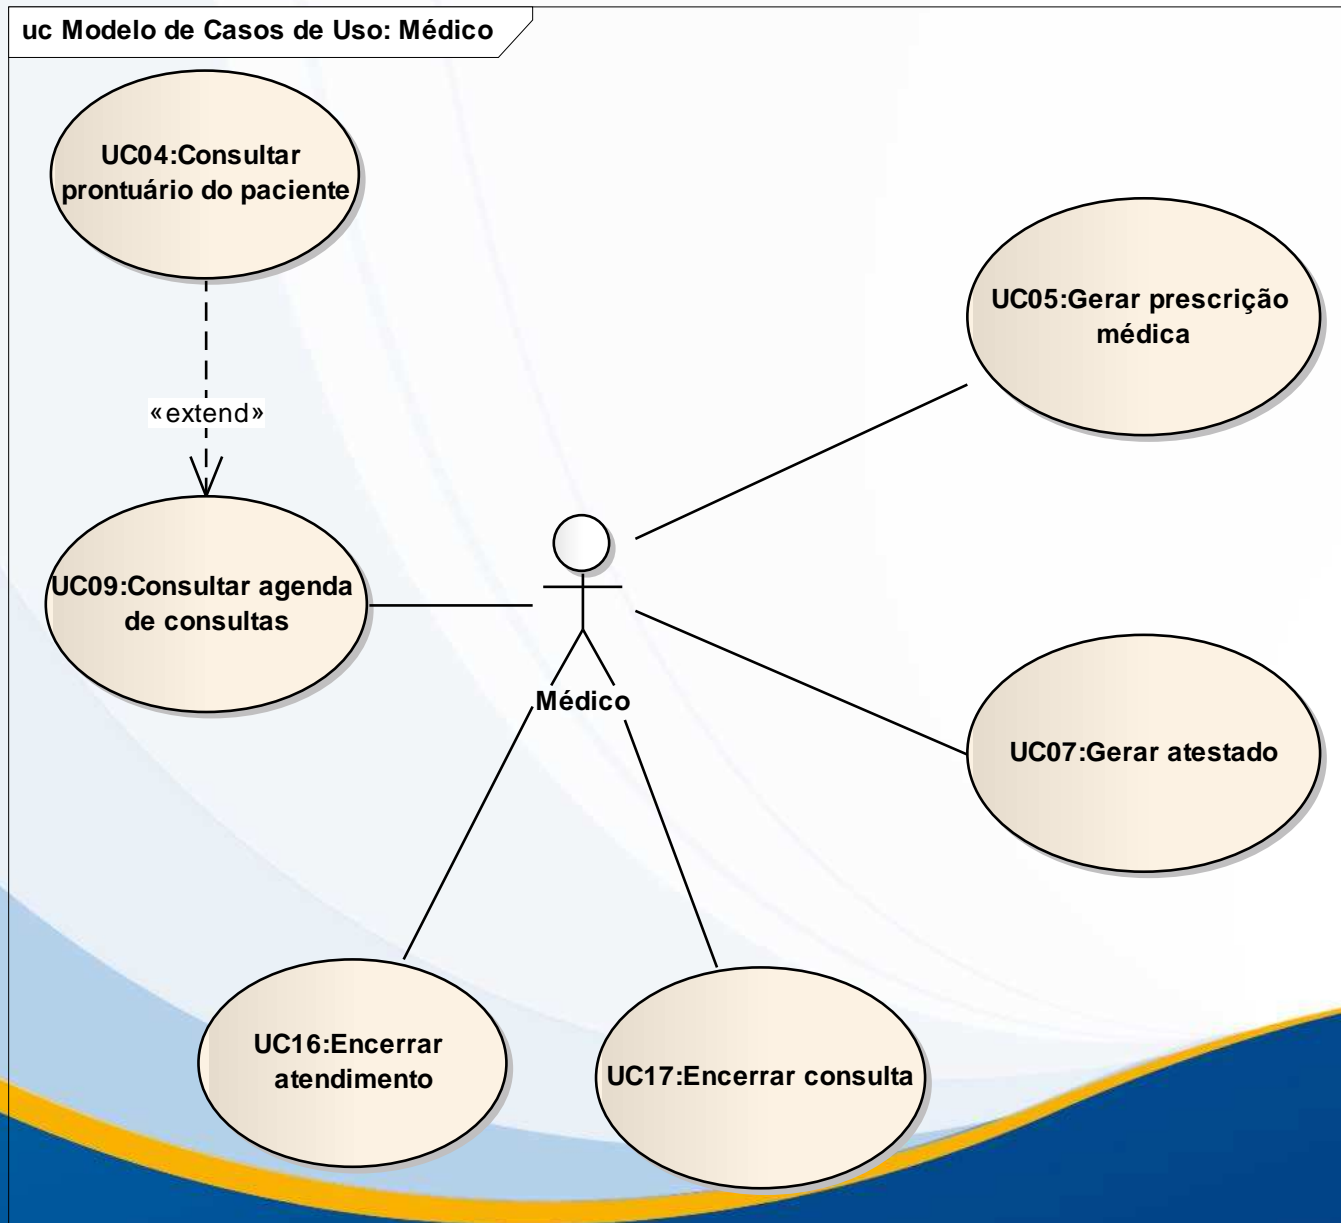 uc Modelo de Casos de Uso: Médico
UC04:Consultar
prontuário do paciente
UC05:Gerar prescrição
médica
«extend»
UC09:Consultar agenda
de consultas
Médico
UC07:Gerar atestado
UC16:Encerrar
atendimento
UC17:Encerrar consulta